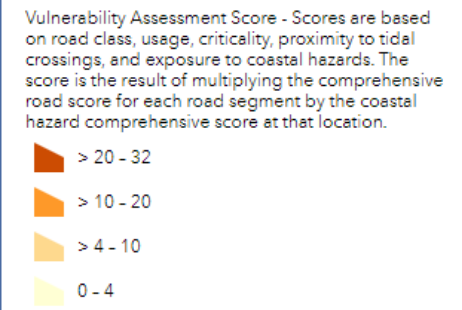 Vulnerability Assessment Score - Scores are based
on road class, usage, criticality, proximity to tidal
crossings, and exposure to coastal hazards. The
score is the result of multiplying the comprehensive
road score for each road segment by the coastal
hazard comprehensive score at that location.
> 20 - 32
> 10 - 20
> 4 - 10
0 - 4